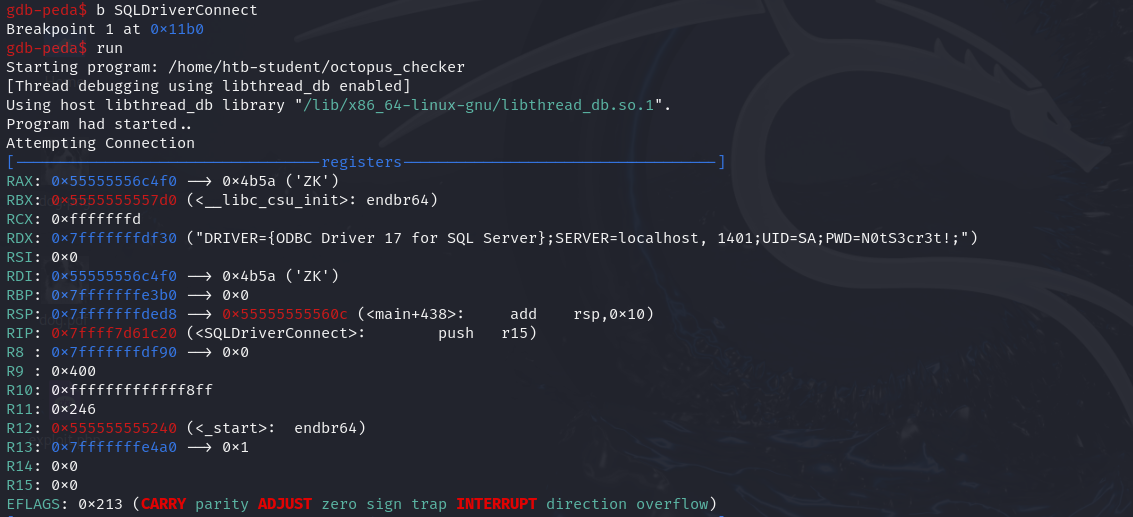 gdb-peda$ b SQLDriverConnect
Breakpoint 1 at 0x11b0
gdb-peda$ run
Starting program: /home/htb-student/octopus_checker
[Thread debugging using libthread_db enabled]
Using host libthread_db library "/lib/x86_64-linux-gnu/libthread_db.so.1".
Program had started..
Attempting Connection
[----------------------------------registers-----------------------------------]
RAX: 0x55555556c4f0 --> 0x4b5a ('ZK')
RBX: 0x5555555557d0 (<__libc_csu_init>: endbr64)
RCX: 0xfffffffd
RDX: 0x7fffffffdf30 ("DRIVER={ODBC Driver 17 for SQL Server};SERVER=localhost, 1401;UID=SA;PWD=N0tS3cr3t!;")
RSI: 0x0
RDI: 0x55555556c4f0 --> 0x4b5a ('ZK')
RBP: 0x7fffffffe3b0 --> 0x0
RSP: 0x7fffffffded8 --> 0x55555555560c (<main+438>: add rsp,0x10)
RIP: 0x7ffff7d61c20 (<SQLDriverConnect>: push r15)
R8 : 0x7fffffffdf90 --> 0x0
R9 : 0x400
R10: 0xfffffffffffff8ff
R11: 0x246
R12: 0x555555555240 (<_start>: endbr64)
R13: 0x7fffffffe4a0 --> 0x1
R14: 0x0
R15: 0x0
EFLAGS: 0x213 (CARRY parity ADJUST zero sign trap INTERRUPT direction overflow)